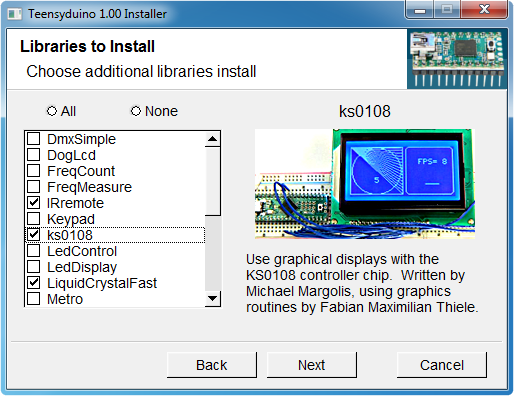 Teensyduino 1.00 Installer
Libraries to Install
Choose additional libraries install
All
None
ks0108
DmxSimple
DogLcd
FreqCount
FreqMeasure
IRremote
Keypad
ks0108
LedControl
LedDisplay
LiquidCrystalFast
Metro
FPS= 8
5
Use graphical displays with the
KS0108 controller chip. Written by
Michael Margolis, using graphics
routines by Fabian Maximilian Thiele.
Back
Next
Cancel